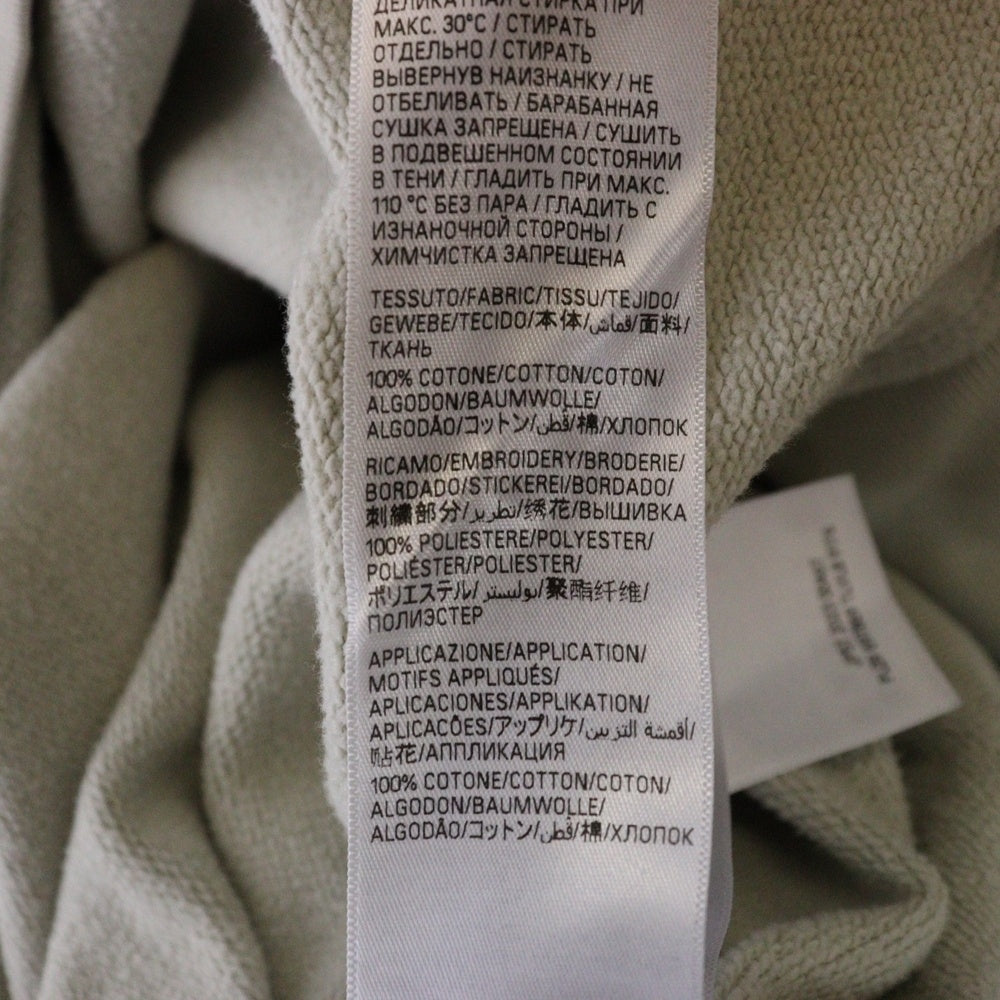 ДЕЛИКАТНАЯ СТИРКА ПРИ
МАКС. 30°С / СТИРАТЬ
ОТДЕЛЬНО / СТИРАТЬ
ВЫВЕРНУВ НАИЗНАНКУ / НЕ
ОТБЕЛИВАТЬ / БАРАБАННАЯ
СУШКА ЗАПРЕЩЕНА / СУШИТЬ
В ПОДВЕШЕННОМ СОСТОЯНИИ
В ТЕНИ / ГЛАДИТЬ ПРИ МАКС.
110 °С БЕЗ ПАРА / ГЛАДИТЬ С
ИЗНАНОЧНОЙ СТОРОНЫ /
ХИМЧИСТКА ЗАПРЕЩЕНА
TESSUTO/FABRIC/TISSU/TEJIDO/
GEWEBE/TECIDO/本体/قماش/面料/
ТКАНЬ
100% COTONE/COTTON/COTON/
ALGODON/BAUMWOLLE/
ALGODÃO/コットン/قطن/棉/ХЛОПОК
RICAMO/EMBROIDERY/BRODERIE/
BORDADO/STICKEREI/BORDADO/
刺繍部分/تطريز/绣花/ВЫШИВКА
100% POLIESTERE/POLYESTER/
POLIÉSTER/POLIESTER/
ポリエステル/بوليستر/聚酯纤维/
ПОЛИЭСТЕР
APPLICAZIONE/APPLICATION/
MOTIFS APPLIQUÉS/
APLICACIONES/APPLIKATION/
APLICACÕES/アップリケ/أقمشة التزيين/
贴花/АППЛИКАЦИЯ
100% COTONE/COTTON/COTON/
ALGODON/BAUMWOLLE/
ALGODÃO/コットン/قطن/棉/ХЛОПОК